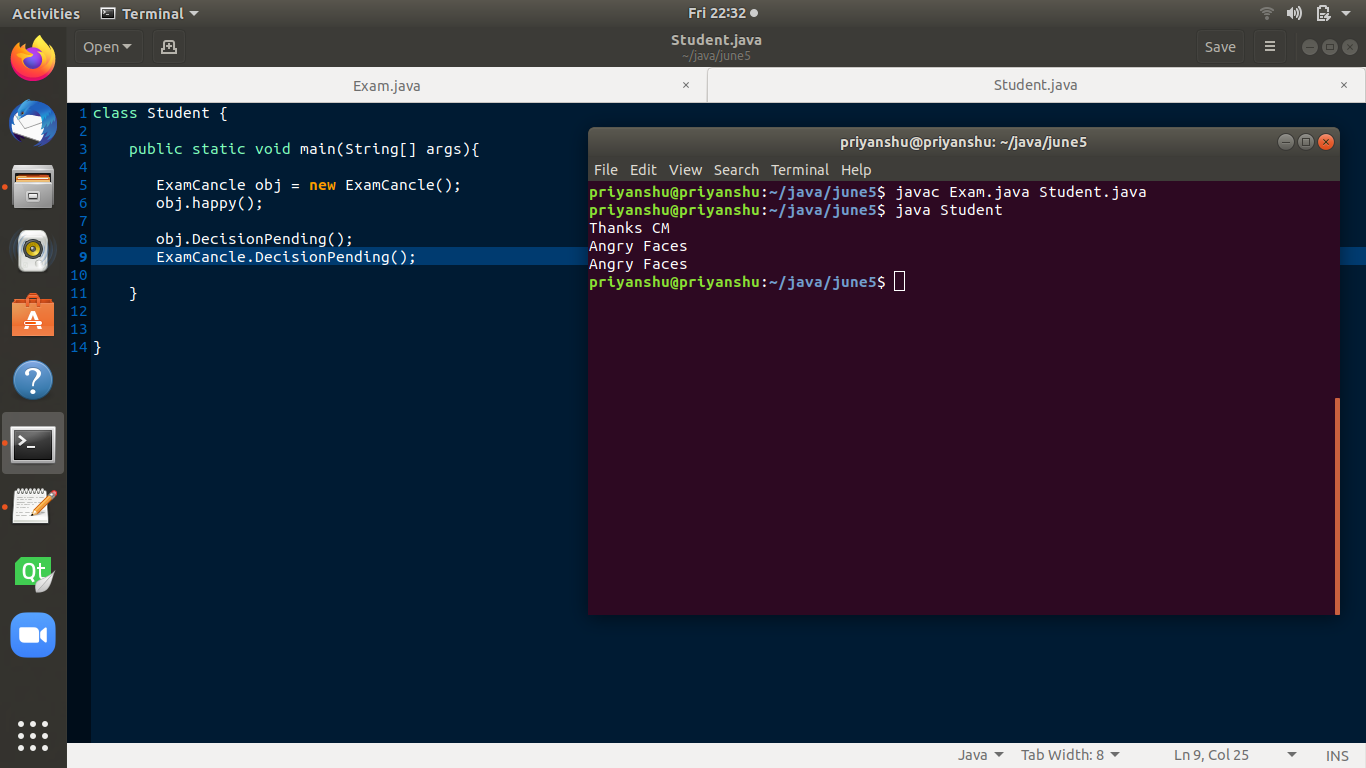 Activities Terminal Fri 22:32
Open Student.java Save
~/java/june5
Exam.java × Student.java ×
1 class Student {
2
3 public static void main(String[] args){
4
5 ExamCancle obj = new ExamCancle();
6 obj.happy();
7
8 obj.DecisionPending();
9 ExamCancle.DecisionPending();
10
11 }
12
13
14 }
priyanshu@priyanshu: ~/java/june5
File Edit View Search Terminal Help
priyanshu@priyanshu:~/java/june5$ javac Exam.java Student.java
priyanshu@priyanshu:~/java/june5$ java Student
Thanks CM
Angry Faces
Angry Faces
priyanshu@priyanshu:~/java/june5$
Qt
Java Tab Width: 8 Ln 9, Col 25 INS